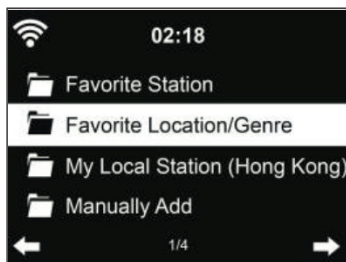 02:18
Favorite Station
Favorite Location/Genre
My Local Station (Hong Kong)
Manually Add
1/4